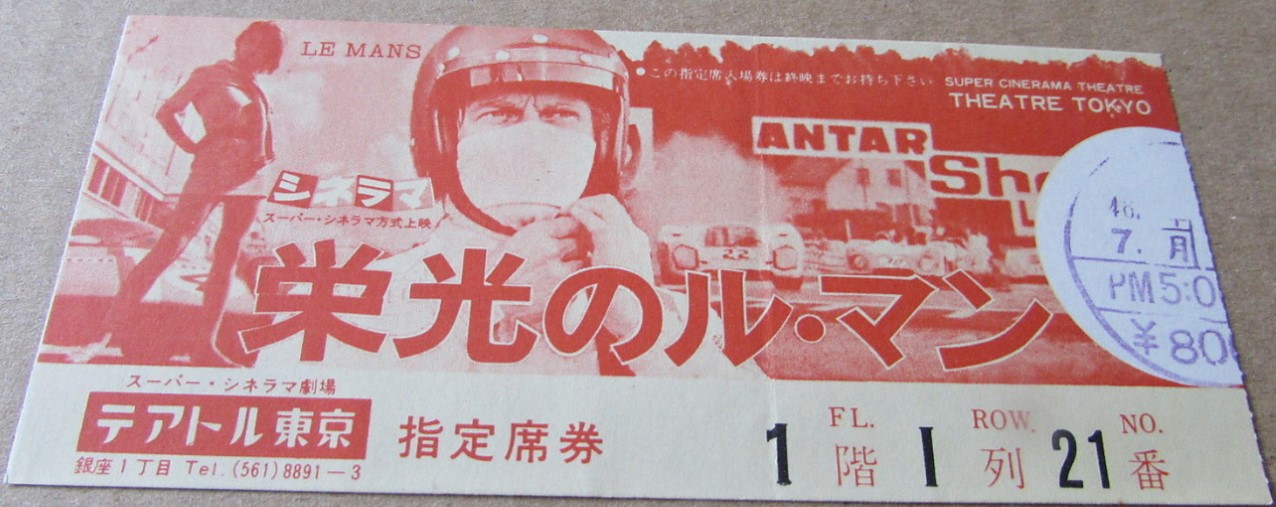 LE MANS
●この指定席入場券は終映までお持ち下さい
SUPER CINERAMA THEATRE
THEATRE TOKYO
ANTAR
シネラマ
スーパー・シネラマ方式上映
栄光のル・マン
22
46.
7. 月
PM 5:0
¥80
スーパー・シネラマ劇場
テアトル東京
銀座1丁目 Tel.(561)8891—3
指定席券
1 FL. 階 I ROW. 列 21 NO. 番